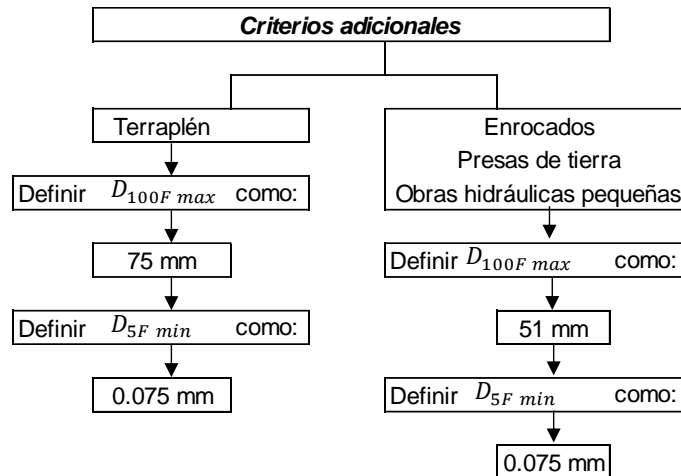 Criterios adicionales
Terraplén
Definir D100F max como:
75 mm
Definir D5F min como:
0.075 mm
Enrocados
Presas de tierra
Obras hidráulicas pequeñas
Definir D100F max como:
51 mm
Definir D5F min como:
0.075 mm